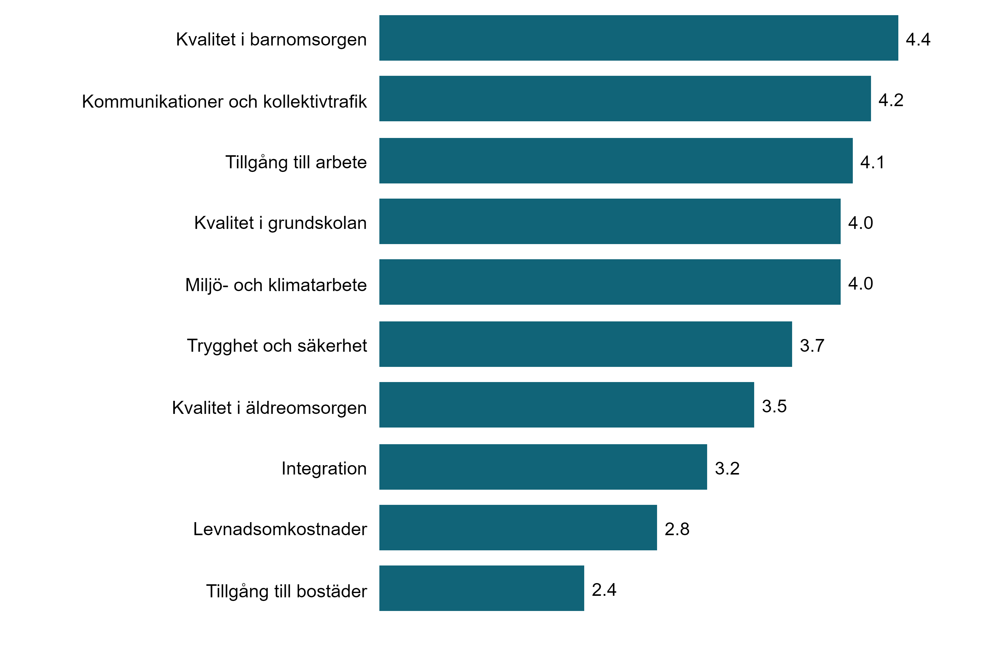 Kvalitet i barnomsorgen 4.4
Kommunikationer och kollektivtrafik 4.2
Tillgång till arbete 4.1
Kvalitet i grundskolan 4.0
Miljö- och klimatarbete 4.0
Trygghet och säkerhet 3.7
Kvalitet i äldreomsorgen 3.5
Integration 3.2
Levnadsomkostnader 2.8
Tillgång till bostäder 2.4